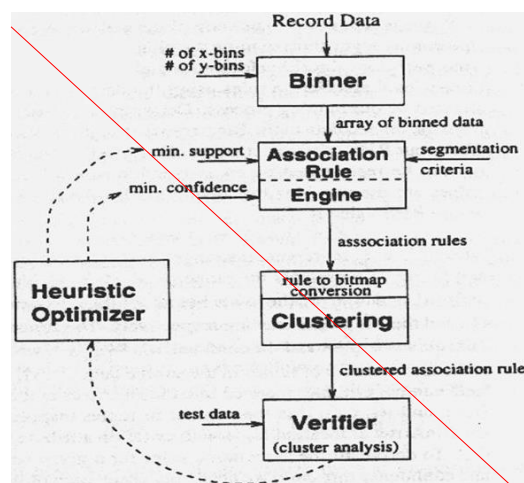 Record Data
# of x-bins
# of y-bins
Binner
array of binned data
min. support
Association
Rule
segmentation
criteria
min. confidence
Engine
asssociation rules
rule to bitmap
conversion
Heuristic
Optimizer
Clustering
clustered association rule
test data
Verifier
(cluster analysis)